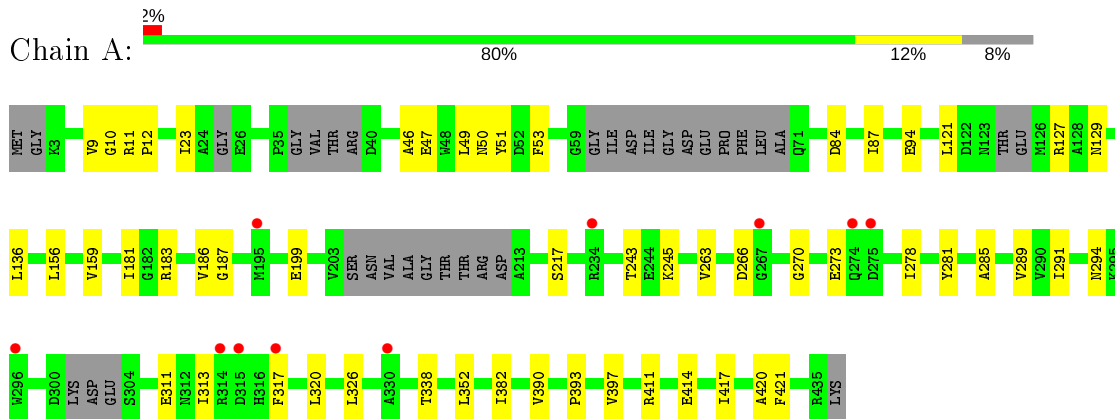 2%
Chain A:
80% 12% 8%
MET GLY K3 V9 G10 R11 P12 I23 A24 GLY E26 P35 GLY VAL THR ARG D40 A46 E47 W48 L49 N50 Y51 D52 F53 G59 GLY ILE ASP ILE GLY ASP GLU PRO PHE LEU ALA Q71 D84 I87 E94 L121 D122 N123 THR GLU M126 R127 A128 N129
L136 L156 V159 I181 G182 R183 V186 G187 M195 E199 V203 SER ASN VAL ALA GLY THR THR ARG ASP A213 S217 R234 T243 E244 K245 V263 D266 G267 G270 E273 Q274 D275 I278 Y281 A285 V289 V290 I291 N294 K295
W296 D300 LYS ASP GLU S304 E311 N312 I313 R314 D315 H316 F317 L320 L326 A330 T338 L352 I382 V390 P393 V397 R411 E414 I417 A420 F421 R435 LYS